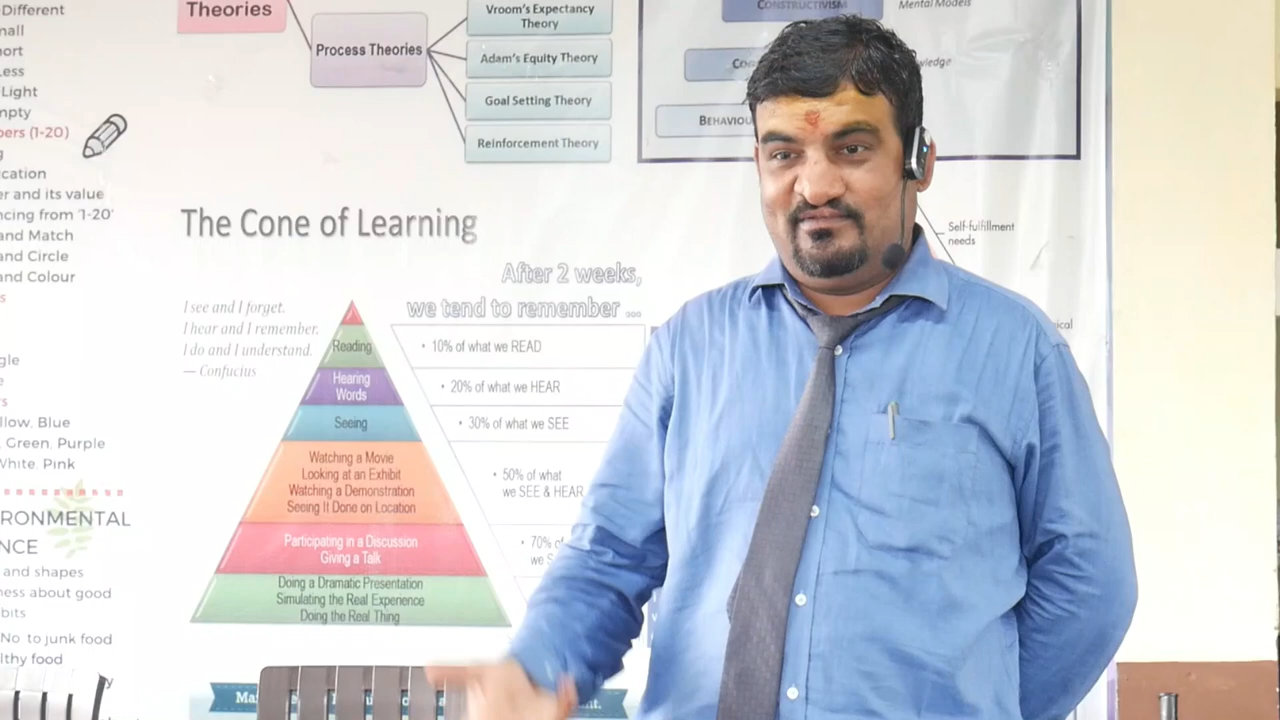 Different
ort
Light
bers (1-20)
cation
er and its value
ncing from '1-20'
and Match
and Circle
and Colour
llow, Blue
Green, Purple
White, Pink
RONMENTAL
NCE
and shapes
ness about good
bits
No to junk food
lthy food
Theories
Process Theories
Vroom's Expectancy
Theory
Adam's Equity Theory
Goal Setting Theory
Reinforcement Theory
CONSTRUCTIVISM
Mental Models
BEHAVIOU
Self-fulfillment
needs
The Cone of Learning
After 2 weeks,
we tend to remember ...
I see and I forget.
I hear and I remember.
I do and I understand.
— Confucius
Reading
Hearing
Words
Seeing
Watching a Movie
Looking at an Exhibit
Watching a Demonstration
Seeing It Done on Location
Participating in a Discussion
Giving a Talk
Doing a Dramatic Presentation
Simulating the Real Experience
Doing the Real Thing
• 10% of what we READ
• 20% of what we HEAR
• 30% of what we SEE
• 50% of what
we SEE & HEAR
• 70% of
we S